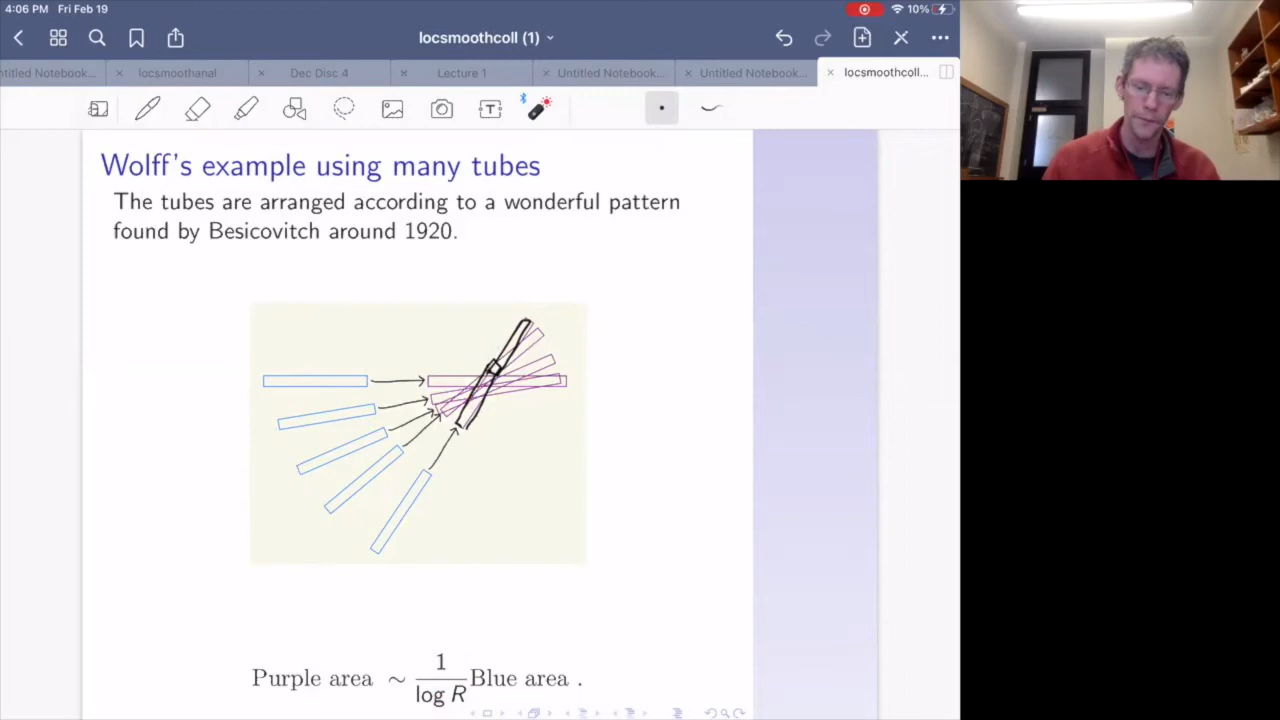 4:06 PM Fri Feb 19
10%
locsmoothcoll (1)
ntitled Notebook...
locsmoothanal
Dec Disc 4
Lecture 1
Untitled Notebook...
Untitled Notebook...
locsmoothcoll...
T
Wolff's example using many tubes
The tubes are arranged according to a wonderful pattern
found by Besicovitch around 1920.
Purple area ∼ 1/log R Blue area .